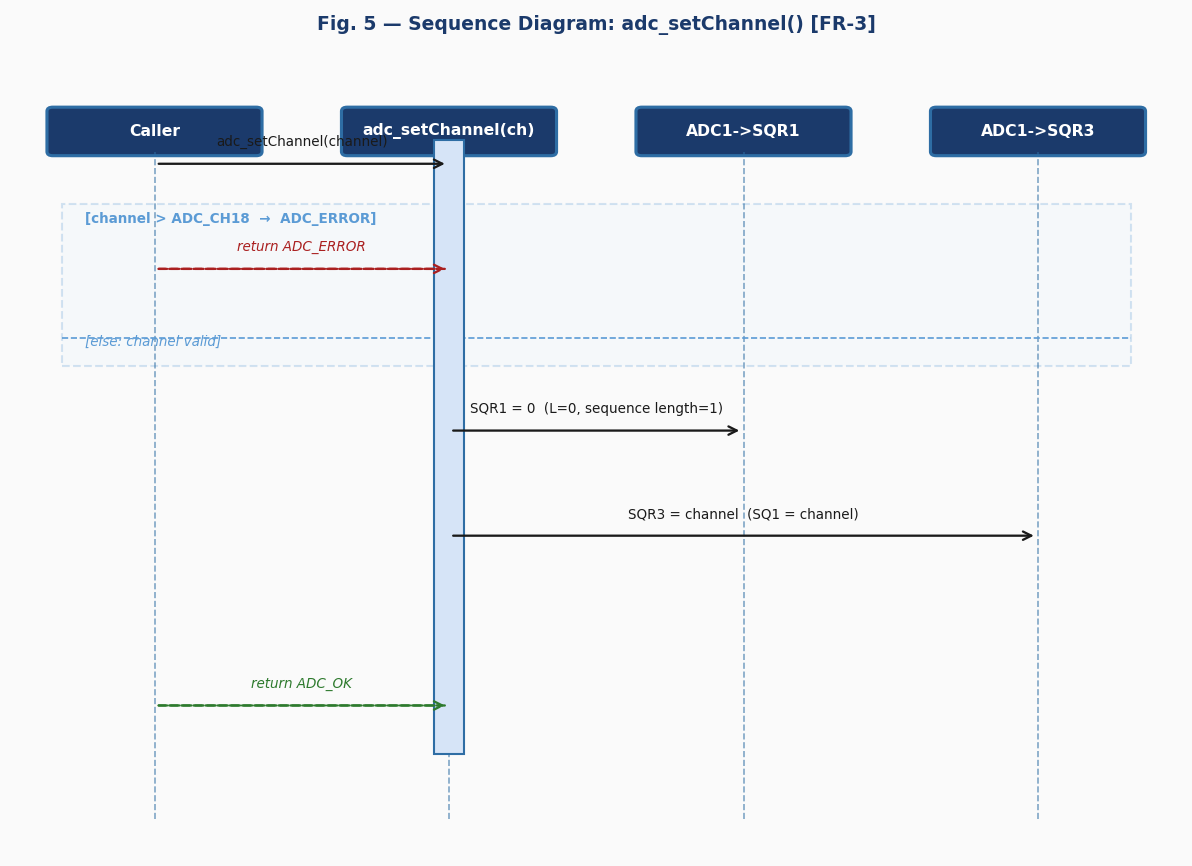 Fig. 5 — Sequence Diagram: adc_setChannel() [FR-3]
Caller
adc_setChannel(ch)
ADC1->SQR1
ADC1->SQR3
adc_setChannel(channel)
[channel > ADC_CH18 → ADC_ERROR]
return ADC_ERROR
[else: channel valid]
SQR1 = 0 (L=0, sequence length=1)
SQR3 = channel (SQ1 = channel)
return ADC_OK